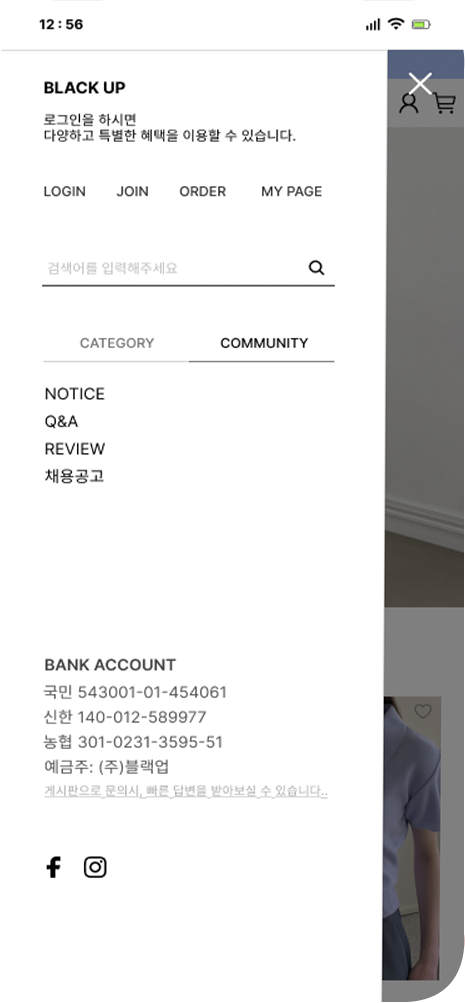 12:56
BLACK UP
로그인을 하시면
다양하고 특별한 혜택을 이용할 수 있습니다.
LOGIN JOIN ORDER MY PAGE
검색어를 입력해주세요
CATEGORY COMMUNITY
NOTICE
Q&A
REVIEW
채용공고
BANK ACCOUNT
국민 543001-01-454061
신한 140-012-589977
농협 301-0231-3595-51
예금주: (주)블랙업
게시판으로 문의시, 빠른 답변을 받아보실 수 있습니다..